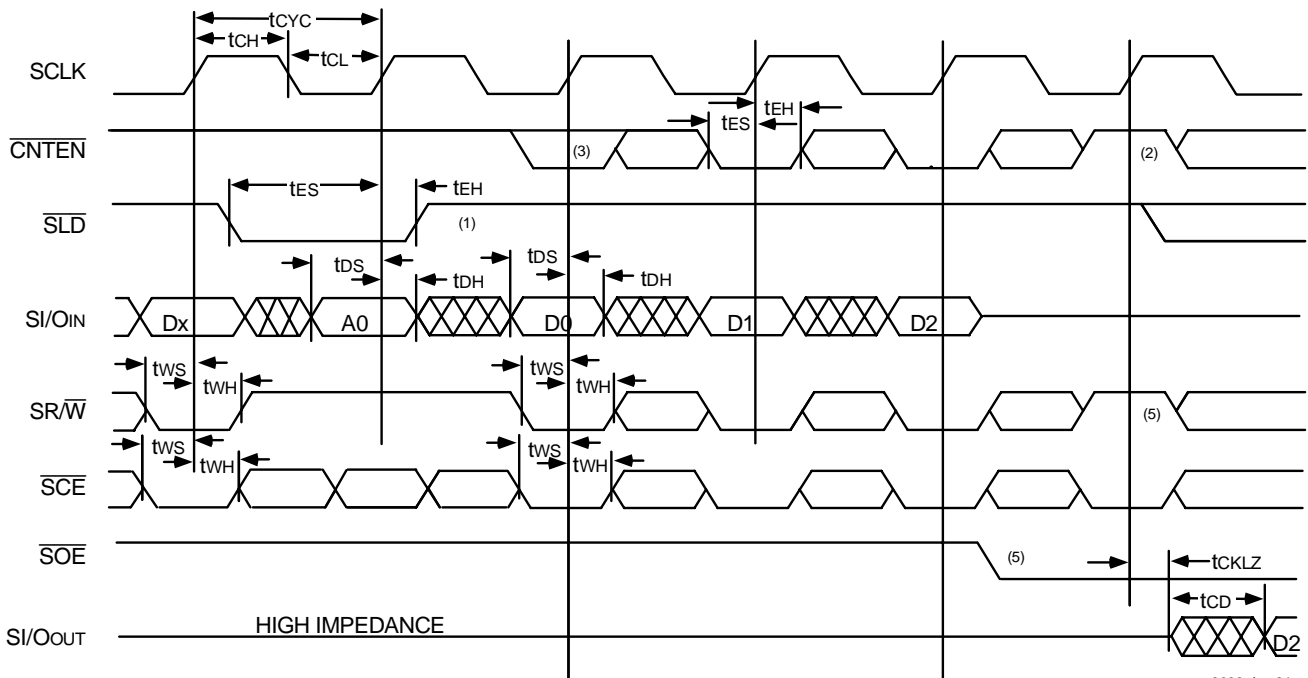 tCYC
tCH
tCL
SCLK
tES
tEH
CNTEN
(3)
(2)
tES
tEH
SLD
(1)
tDS
tDH
tDS
tDH
SI/OIN
Dx
A0
D0
D1
D2
tWS
tWH
tWS
tWH
SR/W
(5)
tWS
tWH
tWS
tWH
SCE
SOE
(5)
tCKLZ
tCD
SI/OOUT
HIGH IMPEDANCE
D2